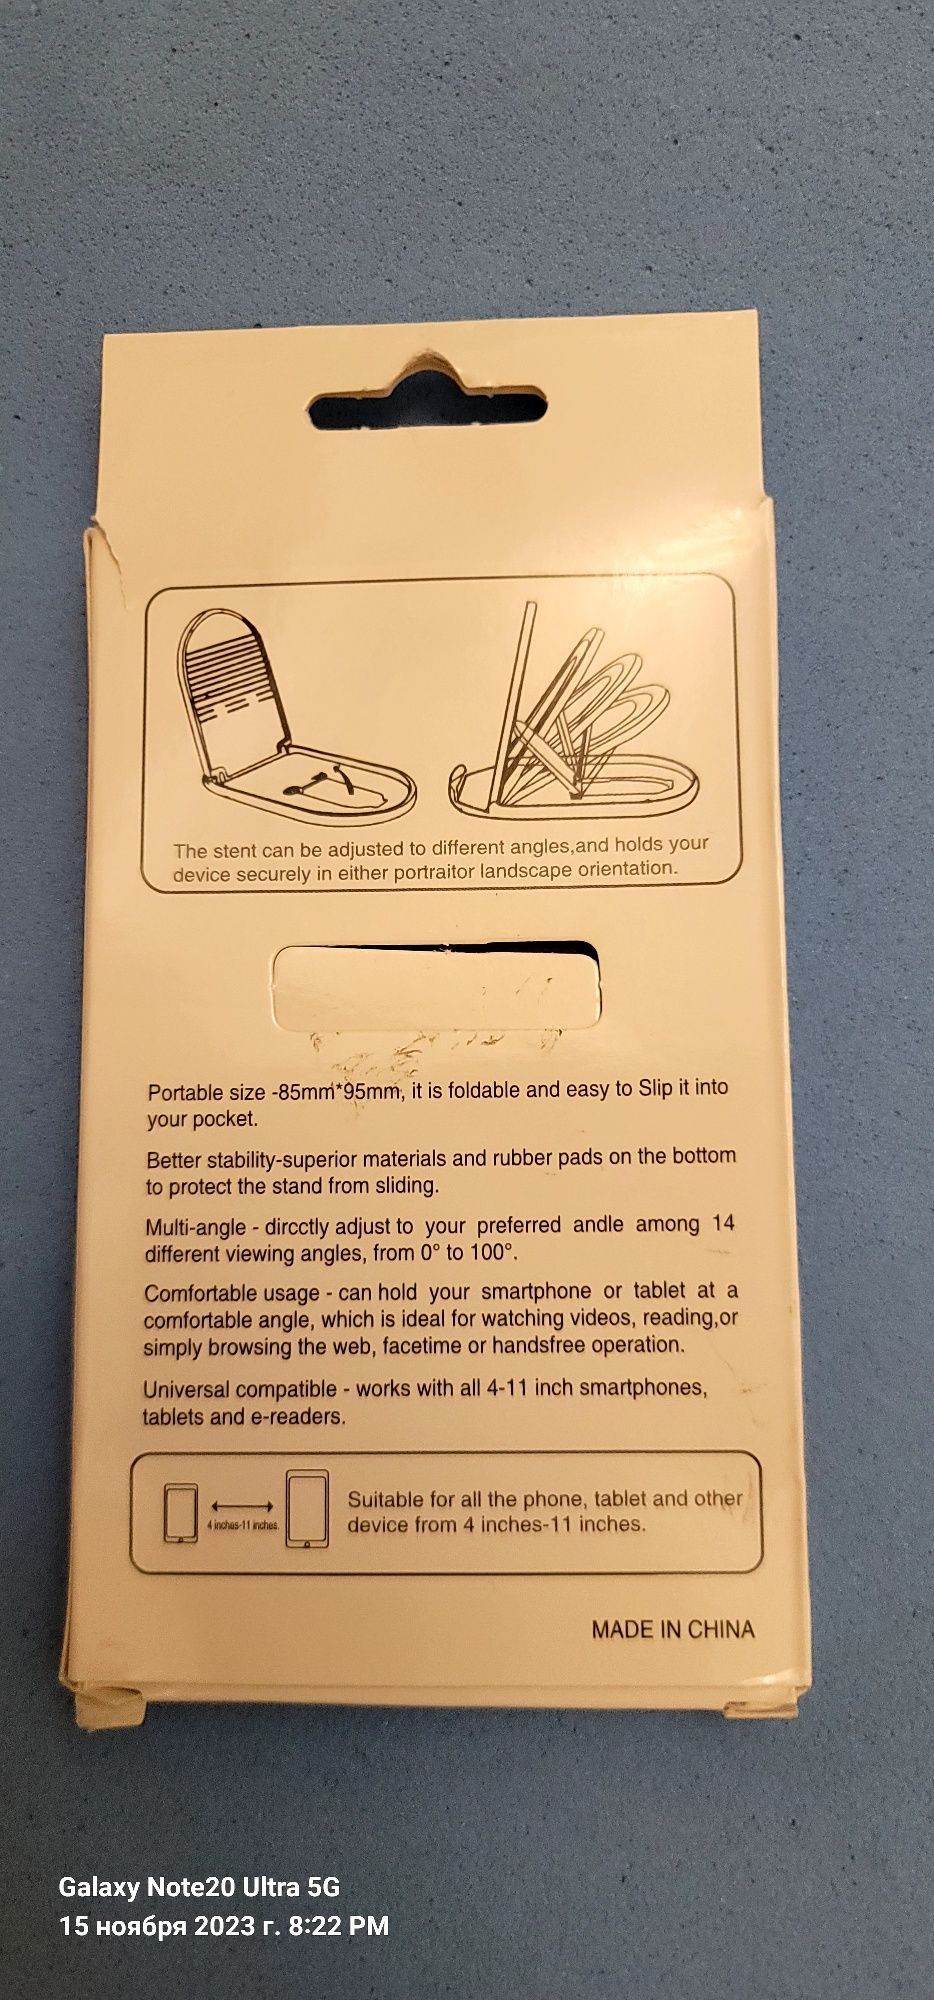 The stent can be adjusted to different angles,and holds your
device securely in either portraitor landscape orientation.
Portable size -85mm*95mm, it is foldable and easy to Slip it into
your pocket.
Better stability-superior materials and rubber pads on the bottom
to protect the stand from sliding.
Multi-angle - dircctly adjust to your preferred andle among 14
different viewing angles, from 0° to 100°.
Comfortable usage - can hold your smartphone or tablet at a
comfortable angle, which is ideal for watching videos, reading,or
simply browsing the web, facetime or handsfree operation.
Universal compatible - works with all 4-11 inch smartphones,
tablets and e-readers.
4 inches-11 inches
Suitable for all the phone, tablet and other
device from 4 inches-11 inches.
MADE IN CHINA
Galaxy Note20 Ultra 5G
15 ноября 2023 г. 8:22 PM